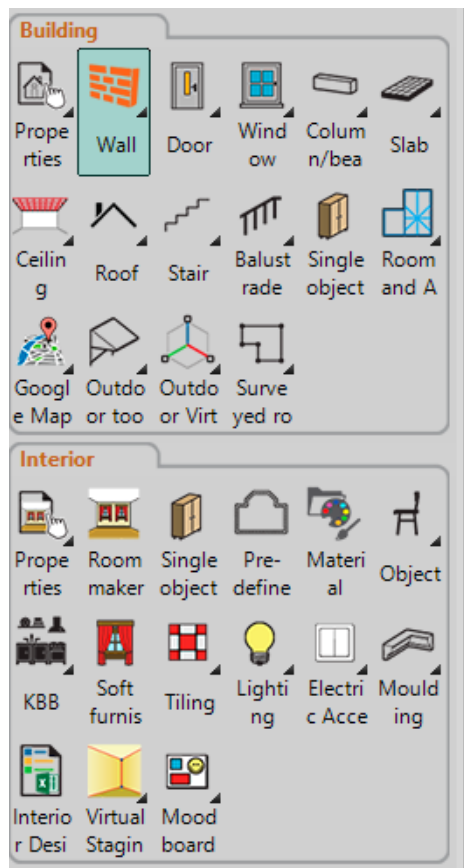 Building
Prope Wall Door Wind Colum Slab
rties ow n/bea
Ceilin Roof Stair Balust Single Room
g rade object and A
Googl Outdo Outdo Surve
e Map or too or Virt yed ro
Interior
Prope Room Single Pre- Materi Object
rties maker object define al
KBB Soft Tiling Lighti Electri Mould
furnis ng c Acce ing
Interio Virtual Mood
r Desi Stagin board